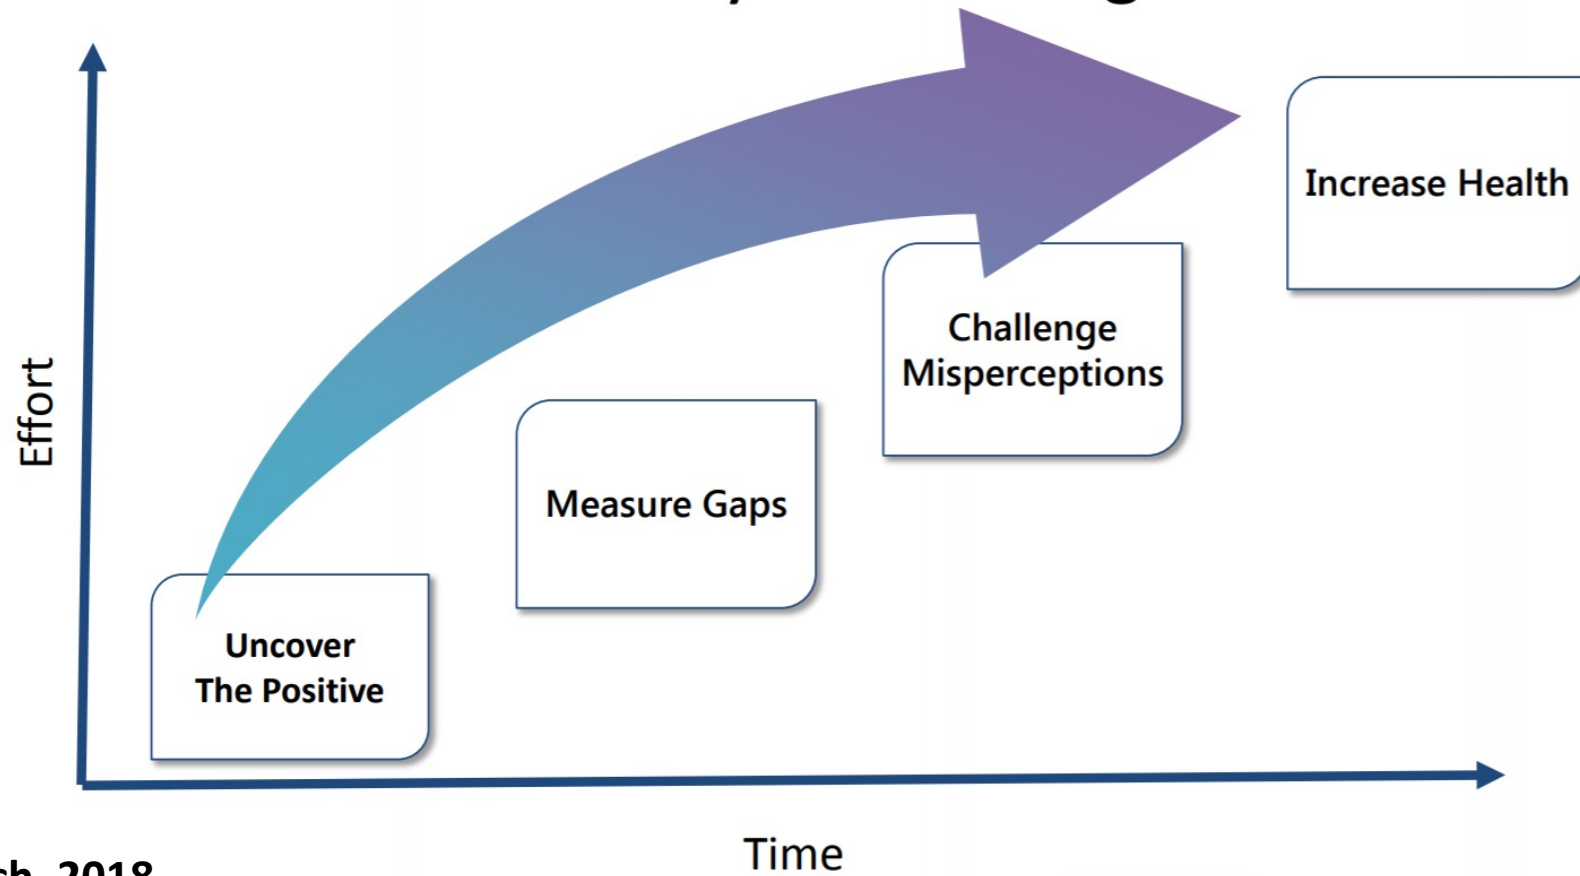 Increase Health
Challenge
Misperceptions
Effort
Measure Gaps
Uncover
The Positive
Time
2018